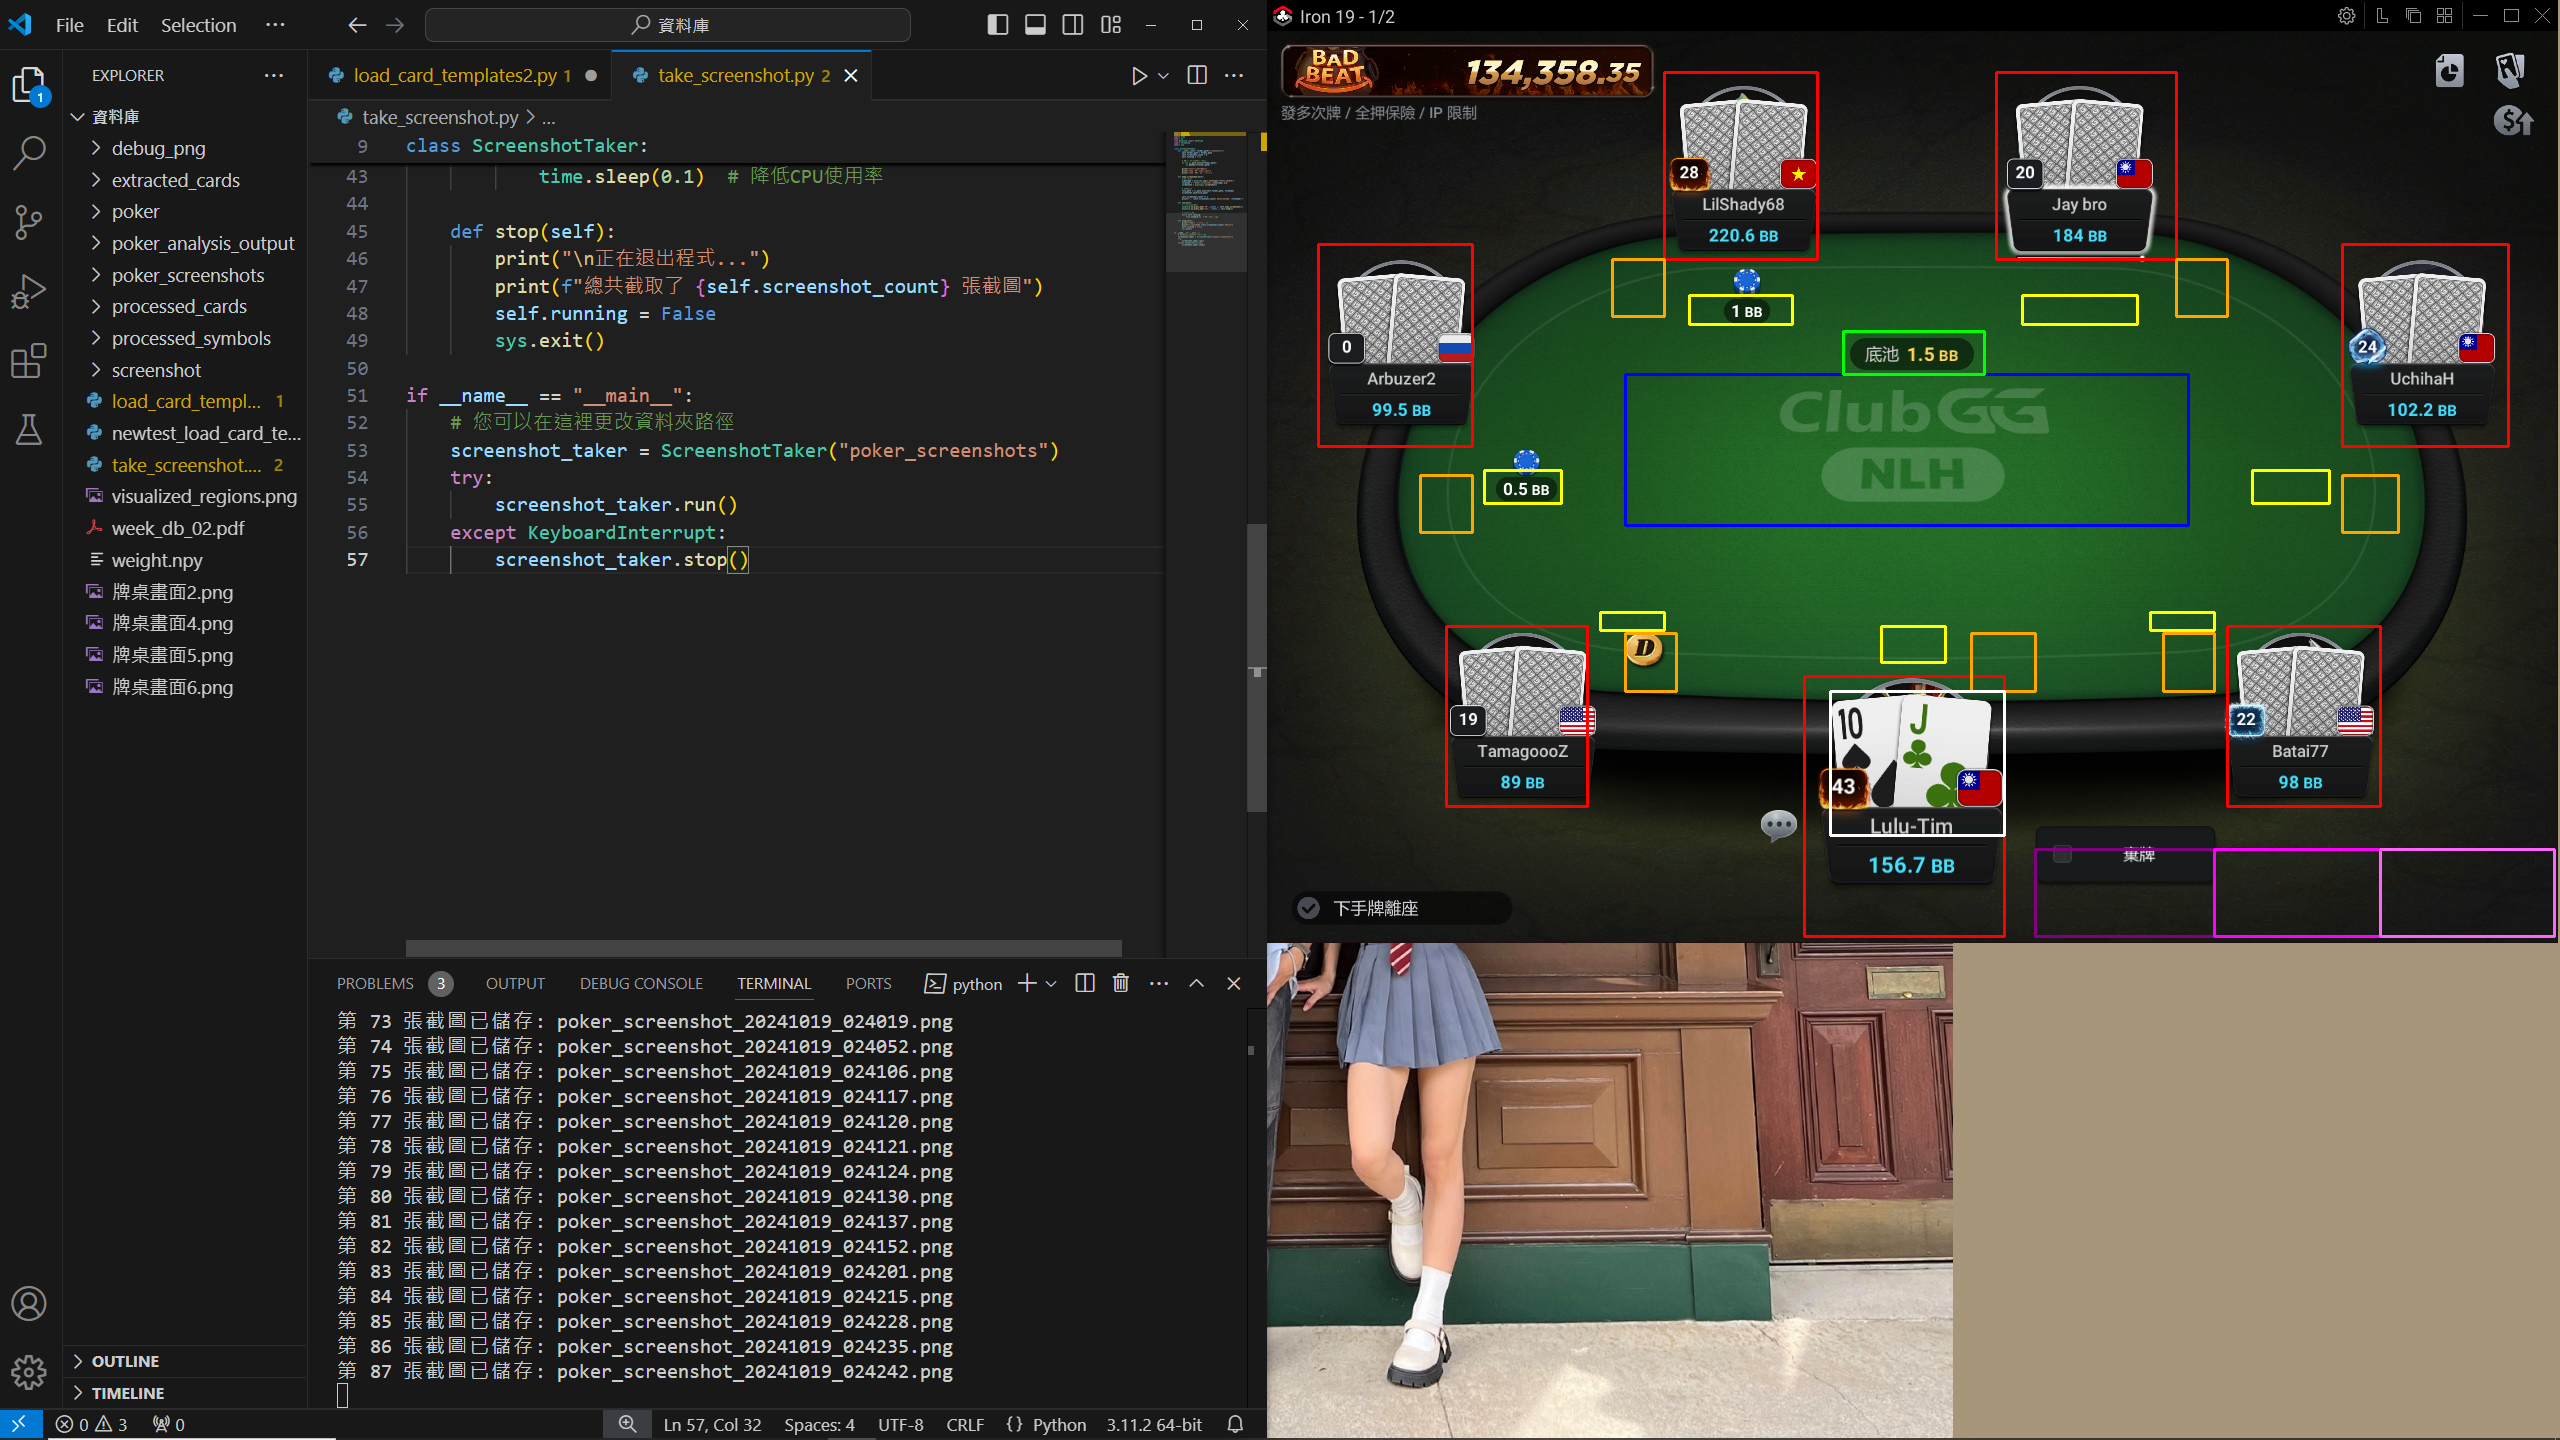 File Edit Selection ···
資料庫
EXPLORER
資料庫
debug_png
extracted_cards
poker
poker_analysis_output
poker_screenshots
processed_cards
processed_symbols
screenshot
load_card_templ... 1
newtest_load_card_te...
take_screenshot.... 2
visualized_regions.png
week_db_02.pdf
weight.npy
牌桌畫面2.png
牌桌畫面4.png
牌桌畫面5.png
牌桌畫面6.png
OUTLINE
TIMELINE
1
load_card_templates2.py 1
take_screenshot.py 2
take_screenshot.py > ...
9 class ScreenshotTaker:
43 time.sleep(0.1) # 降低CPU使用率
44
45 def stop(self):
46 print("\n正在退出程式...")
47 print(f"總共截取了 {self.screenshot_count} 張截圖")
48 self.running = False
49 sys.exit()
50
51 if __name__ == "__main__":
52 # 您可以在這裡更改資料夾路徑
53 screenshot_taker = ScreenshotTaker("poker_screenshots")
54 try:
55 screenshot_taker.run()
56 except KeyboardInterrupt:
57 screenshot_taker.stop()
PROBLEMS 3 OUTPUT DEBUG CONSOLE TERMINAL PORTS python
第 73 張截圖已儲存: poker_screenshot_20241019_024019.png
第 74 張截圖已儲存: poker_screenshot_20241019_024052.png
第 75 張截圖已儲存: poker_screenshot_20241019_024106.png
第 76 張截圖已儲存: poker_screenshot_20241019_024117.png
第 77 張截圖已儲存: poker_screenshot_20241019_024120.png
第 78 張截圖已儲存: poker_screenshot_20241019_024121.png
第 79 張截圖已儲存: poker_screenshot_20241019_024124.png
第 80 張截圖已儲存: poker_screenshot_20241019_024130.png
第 81 張截圖已儲存: poker_screenshot_20241019_024137.png
第 82 張截圖已儲存: poker_screenshot_20241019_024152.png
第 83 張截圖已儲存: poker_screenshot_20241019_024201.png
第 84 張截圖已儲存: poker_screenshot_20241019_024215.png
第 85 張截圖已儲存: poker_screenshot_20241019_024228.png
第 86 張截圖已儲存: poker_screenshot_20241019_024235.png
第 87 張截圖已儲存: poker_screenshot_20241019_024242.png
0 3 0
Ln 57, Col 32 Spaces: 4 UTF-8 CRLF {} Python 3.11.2 64-bit
Iron 19 - 1/2
BAD BEAT 134,358.35
發多次牌 / 全押保險 / IP 限制
28
LilShady68
220.6 BB
20
Jay bro
184 BB
0
Arbuzer2
99.5 BB
24
UchihaH
102.2 BB
1 BB
底池 1.5 BB
ClubGG
NLH
0.5 BB
D
19
TamagoooZ
89 BB
10 J
43
Lulu-Tim
156.7 BB
22
Batai77
98 BB
棄牌
下手牌離座